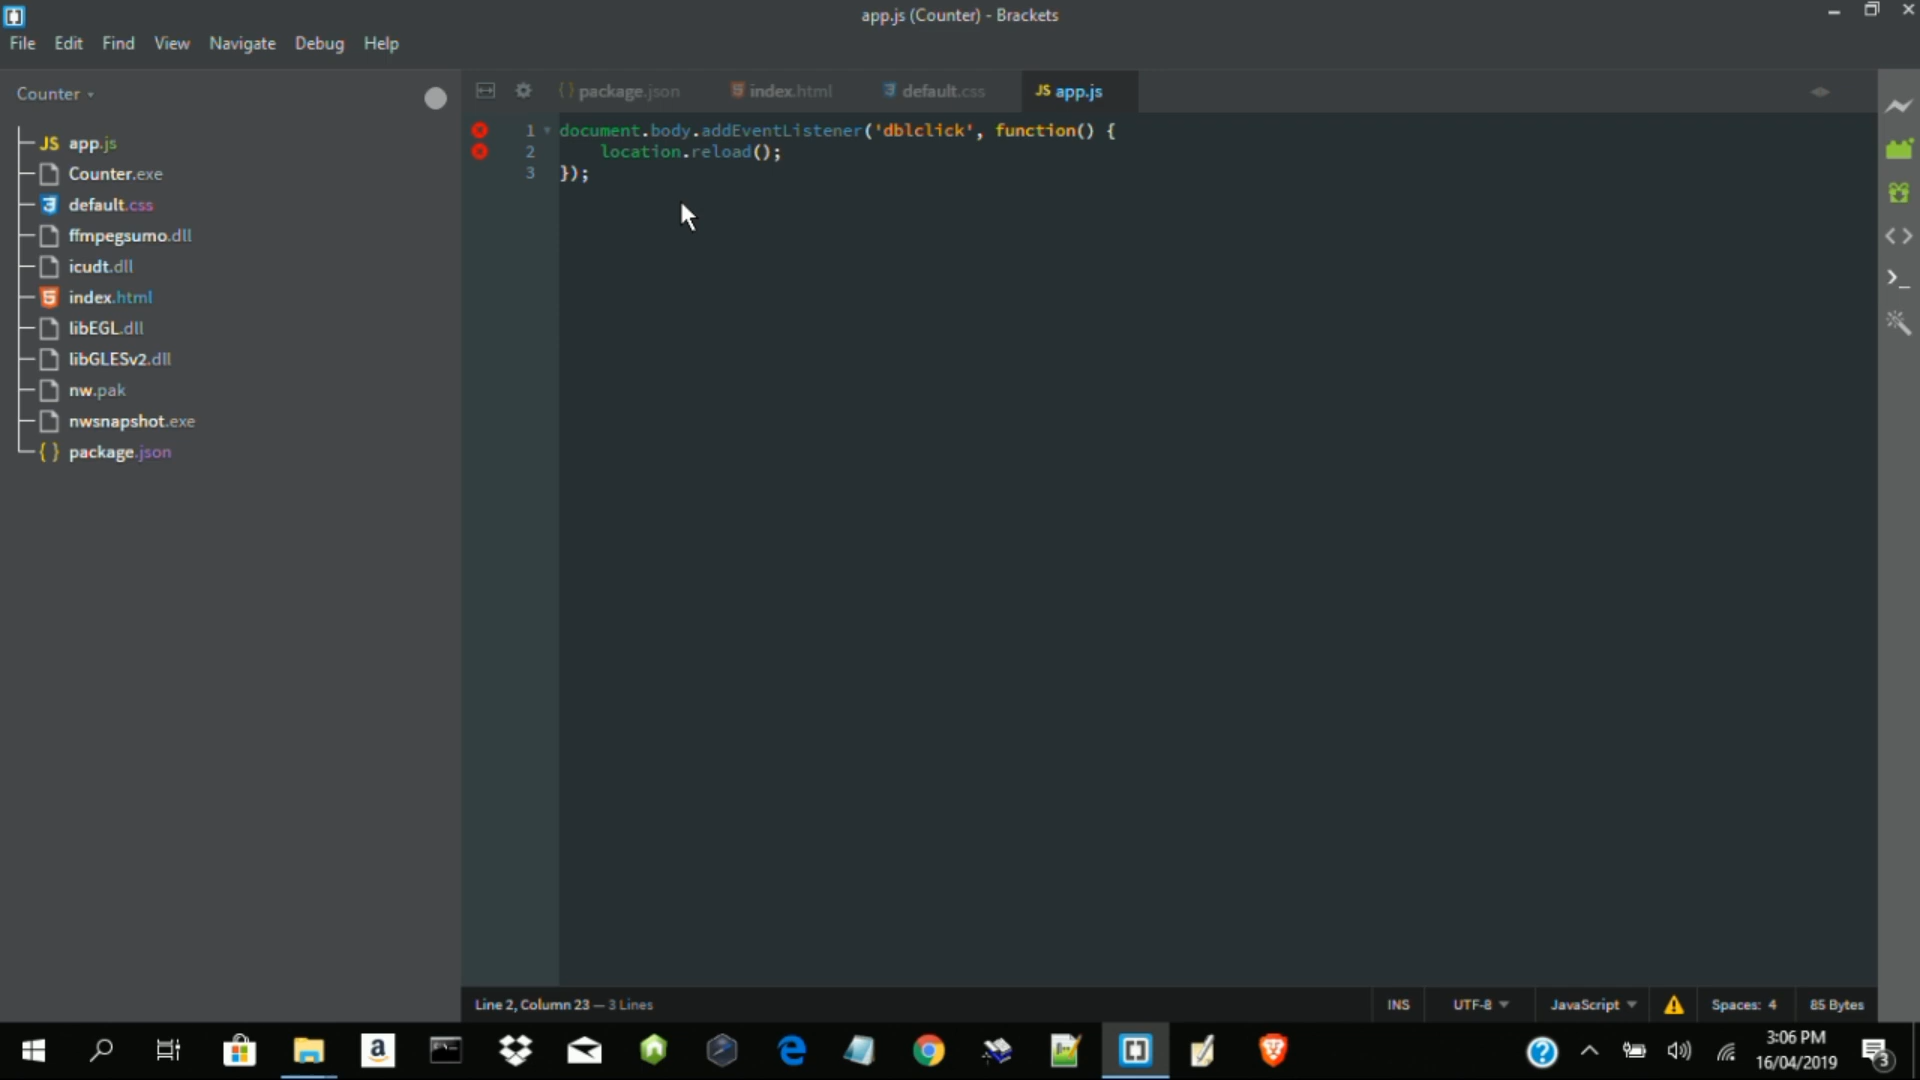 app.js (Counter) - Brackets
File Edit Find View Navigate Debug Help
Counter
JS app.js
Counter.exe
default.css
ffmpegsumo.dll
icudt.dll
index.html
libEGL.dll
libGLESv2.dll
nw.pak
nwsnapshot.exe
{ } package.json
{ } package.json index.html default.css JS app.js
1 document.body.addEventListener('dblclick', function() {
2 location.reload();
3 });
Line 2, Column 23 — 3 Lines INS UTF-8 JavaScript Spaces: 4 85 Bytes
3:06 PM
16/04/2019
3